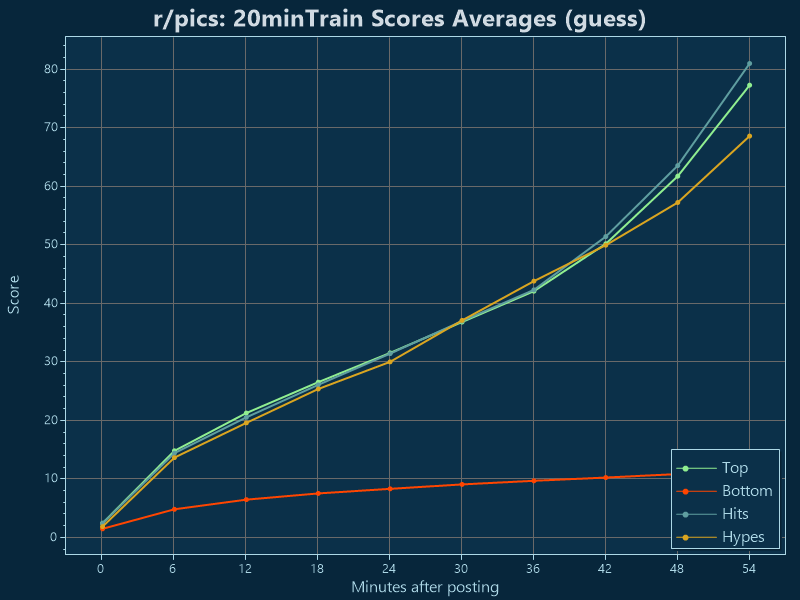 r/pics: 20minTrain Scores Averages (guess)
80
70
60
50
40
30
20
10
0
Score
0 6 12 18 24 30 36 42 48 54
Minutes after posting
Top
Bottom
Hits
Hypes